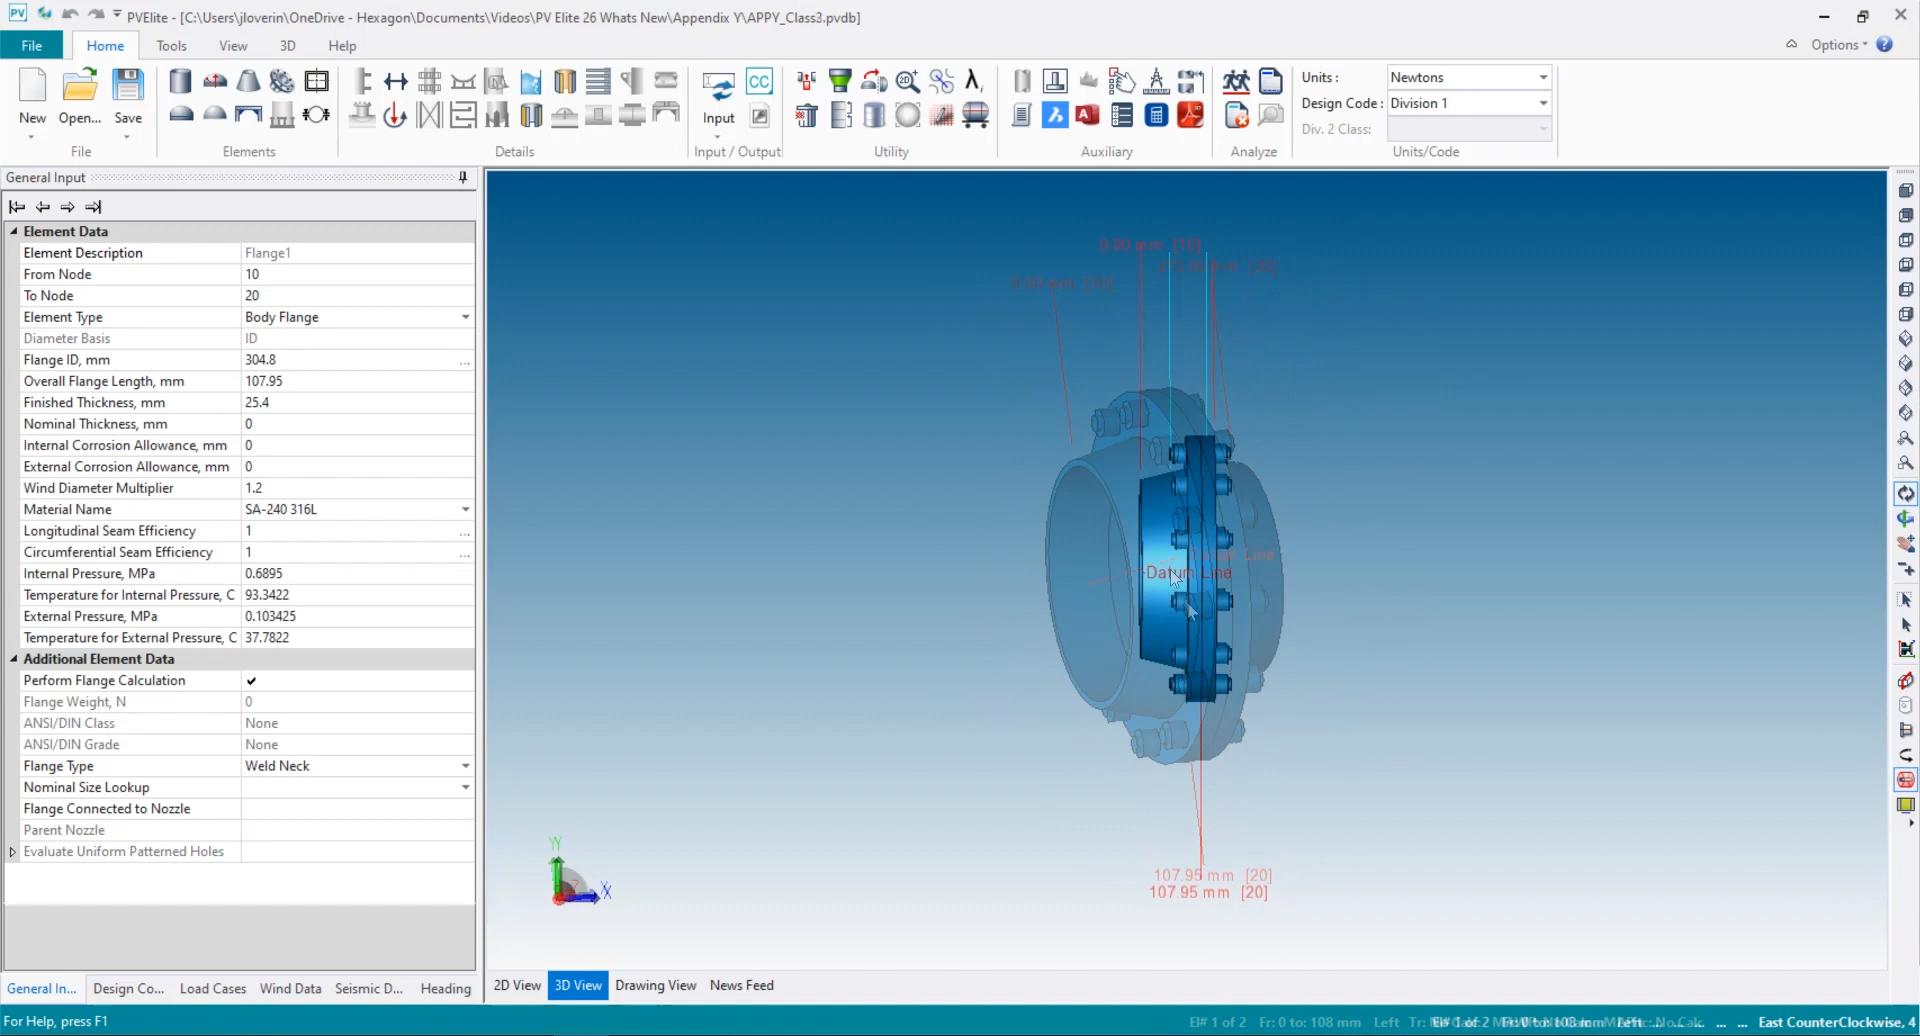 PV PVElite - [C:\Users\jloverin\OneDrive - Hexagon\Documents\Videos\PV Elite 26 Whats New\Appendix Y\APPY_Class3.pvdb]
File Home Tools View 3D Help Options
New Open... Save Input
CC
Units : Newtons
Design Code : Division 1
Div. 2 Class:
File Elements Details Input / Output Utility Auxiliary Analyze Units/Code
General Input
Element Data
Element Description Flange1
From Node 10
To Node 20
Element Type Body Flange
Diameter Basis ID
Flange ID, mm 304.8 ...
Overall Flange Length, mm 107.95
Finished Thickness, mm 25.4
Nominal Thickness, mm 0
Internal Corrosion Allowance, mm 0
External Corrosion Allowance, mm 0
Wind Diameter Multiplier 1.2
Material Name SA-240 316L
Longitudinal Seam Efficiency 1 ...
Circumferential Seam Efficiency 1 ...
Internal Pressure, MPa 0.6895
Temperature for Internal Pressure, C 93.3422
External Pressure, MPa 0.103425
Temperature for External Pressure, C 37.7822
Additional Element Data
Perform Flange Calculation
Flange Weight, N 0
ANSI/DIN Class None
ANSI/DIN Grade None
Flange Type Weld Neck
Nominal Size Lookup
Flange Connected to Nozzle
Parent Nozzle
Evaluate Uniform Patterned Holes
0.00 mm [10]
0.00 mm [10]
Datum Line
107.95 mm [20]
107.95 mm [20]
Y
X
General In... Design Co... Load Cases Wind Data Seismic D... Heading
2D View 3D View Drawing View News Feed
For Help, press F1
El# 1 of 2 Fr: 0 to: 108 mm Left
East CounterClockwise, 4